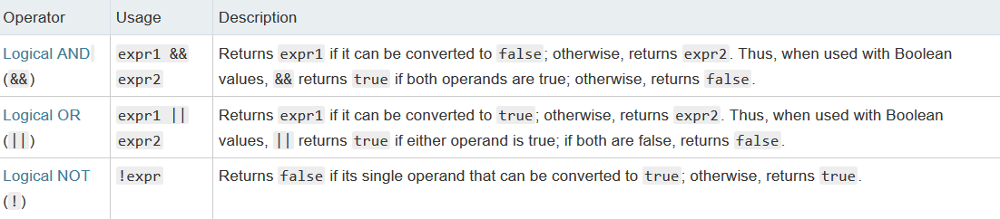 Operator Usage Description
Logical AND expr1 && Returns expr1 if it can be converted to false; otherwise, returns expr2. Thus, when used with Boolean
(&&) expr2 values, && returns true if both operands are true; otherwise, returns false.
Logical OR expr1 || Returns expr1 if it can be converted to true; otherwise, returns expr2. Thus, when used with Boolean
(||) expr2 values, || returns true if either operand is true; if both are false, returns false.
Logical NOT !expr Returns false if its single operand that can be converted to true; otherwise, returns true.
(!)